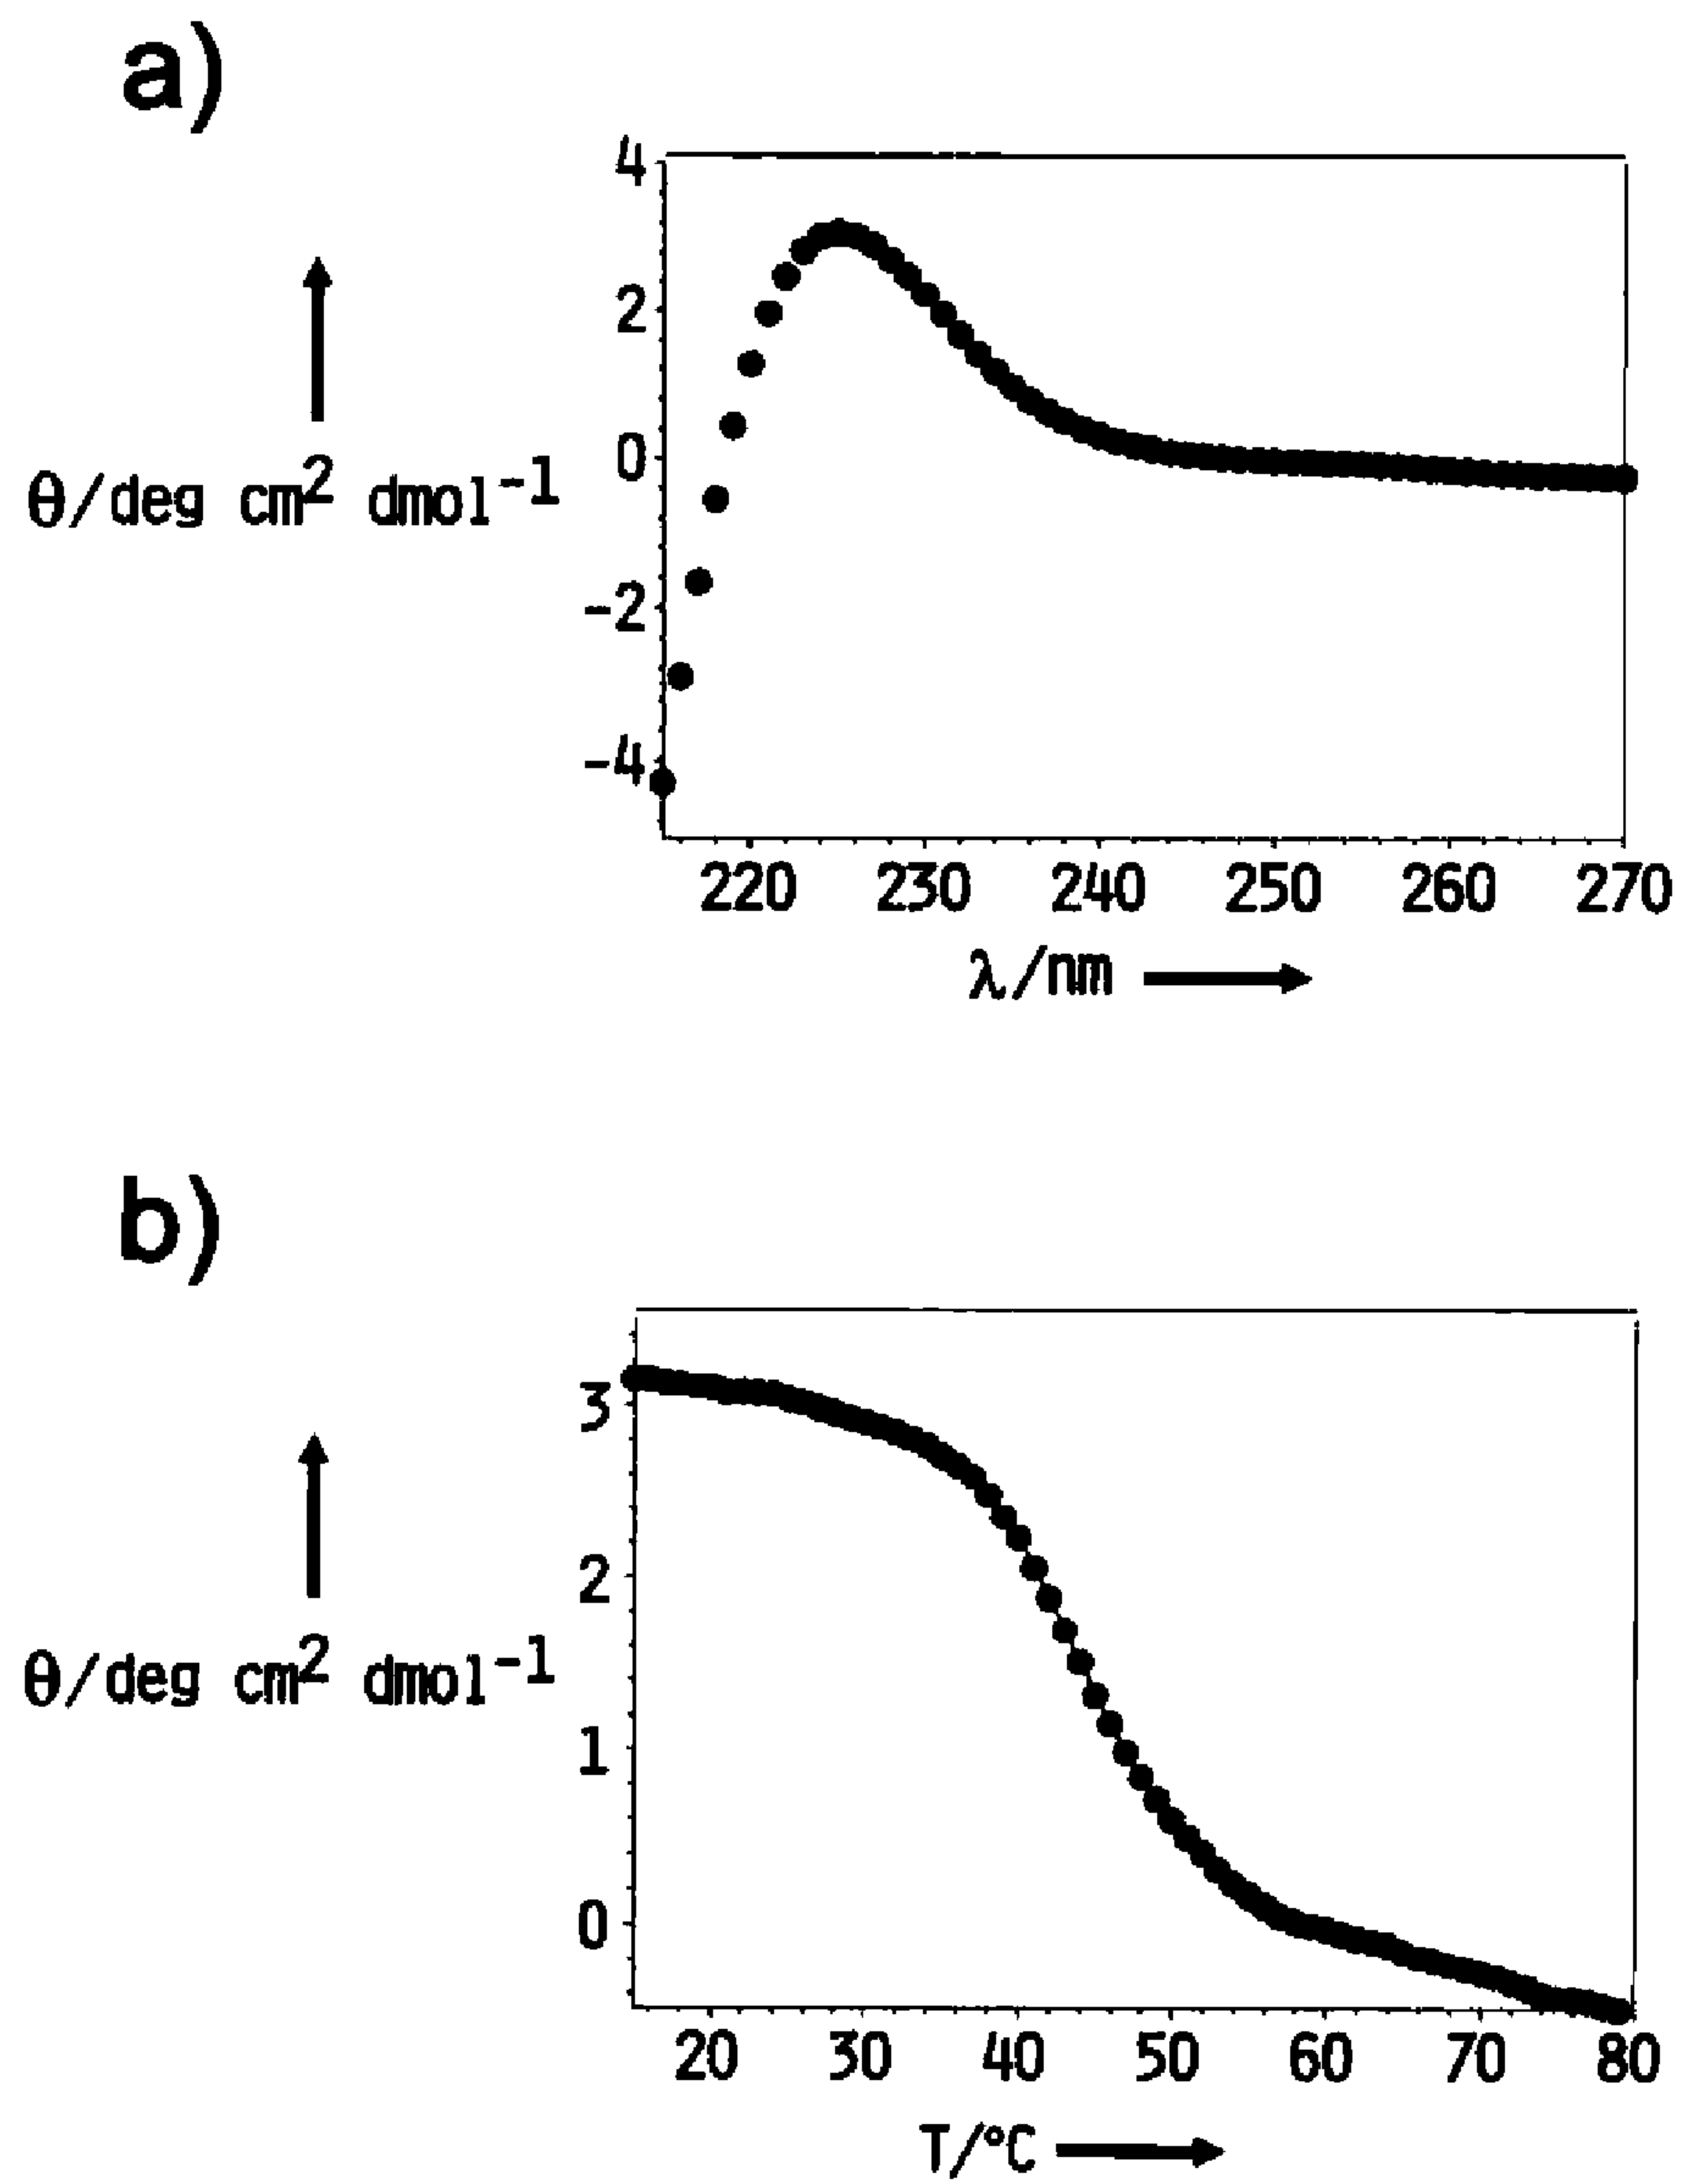 a)
4
2
0
-2
-4
θ/deg cm² dmol⁻¹
220 230 240 250 260 270
λ/nm
b)
3
2
1
0
θ/deg cm² dmol⁻¹
20 30 40 50 60 70 80
T/°C